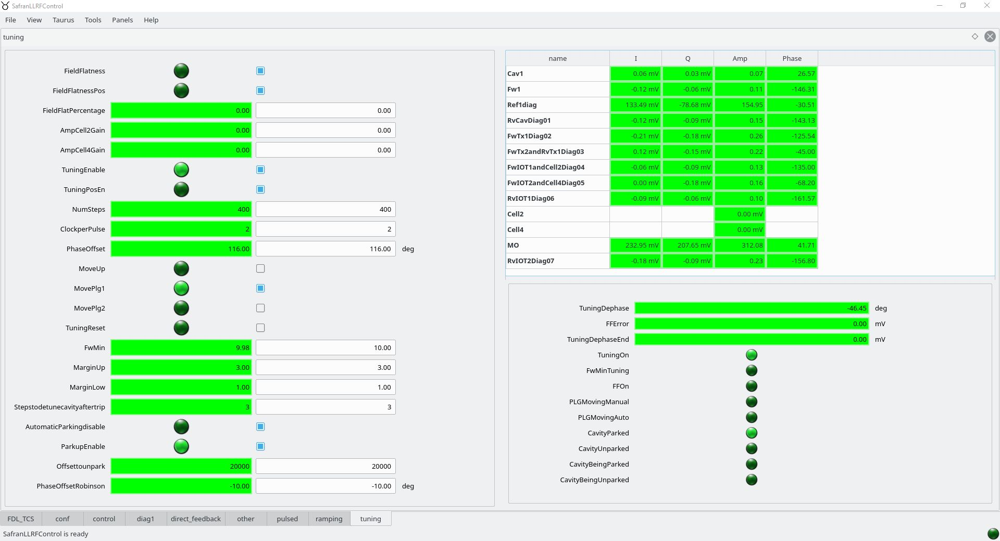 SafranLLRFControl
File View Taurus Tools Panels Help
tuning
FieldFlatness
FieldFlatnessPos
FieldFlatPercentage 0.00 0.00
AmpCell2Gain 0.00 0.00
AmpCell4Gain 0.00 0.00
TuningEnable
TuningPosEn
NumSteps 400 400
ClockperPulse 2 2
PhaseOffset 116.00 116.00 deg
MoveUp
MovePlg1
MovePlg2
TuningReset
FwMin 9.98 10.00
MarginUp 3.00 3.00
MarginLow 1.00 1.00
Stepstodetunecavityaftertrip 3 3
AutomaticParkingdisable
ParkupEnable
Offsettounpark 20000 20000
PhaseOffsetRobinson -10.00 -10.00 deg
name I Q Amp Phase
Cav1 0.06 mV 0.03 mV 0.07 26.57
Fw1 -0.12 mV -0.06 mV 0.11 -146.31
Ref1diag 133.49 mV -78.68 mV 154.95 -30.51
RvCavDiag01 -0.12 mV -0.09 mV 0.15 -143.13
FwTx1Diag02 -0.21 mV -0.18 mV 0.26 -125.54
FwTx2andRvTx1Diag03 0.12 mV -0.15 mV 0.22 -45.00
FwIOT1andCell2Diag04 -0.06 mV -0.09 mV 0.13 -135.00
FwIOT2andCell4Diag05 0.00 mV -0.18 mV 0.16 -68.20
RvIOT1Diag06 -0.09 mV -0.06 mV 0.10 -161.57
Cell2 0.00 mV
Cell4 0.00 mV
MO 232.95 mV 207.65 mV 312.08 41.71
RvIOT2Diag07 -0.18 mV -0.09 mV 0.23 -156.80
TuningDephase -46.45 deg
FFError 0.00 mV
TuningDephaseEnd 0.00 mV
TuningOn
FwMinTuning
FFOn
PLGMovingManual
PLGMovingAuto
CavityParked
CavityUnparked
CavityBeingParked
CavityBeingUnparked
FDL_TCS conf control diag1 direct_feedback other pulsed ramping tuning
SafranLLRFControl is ready